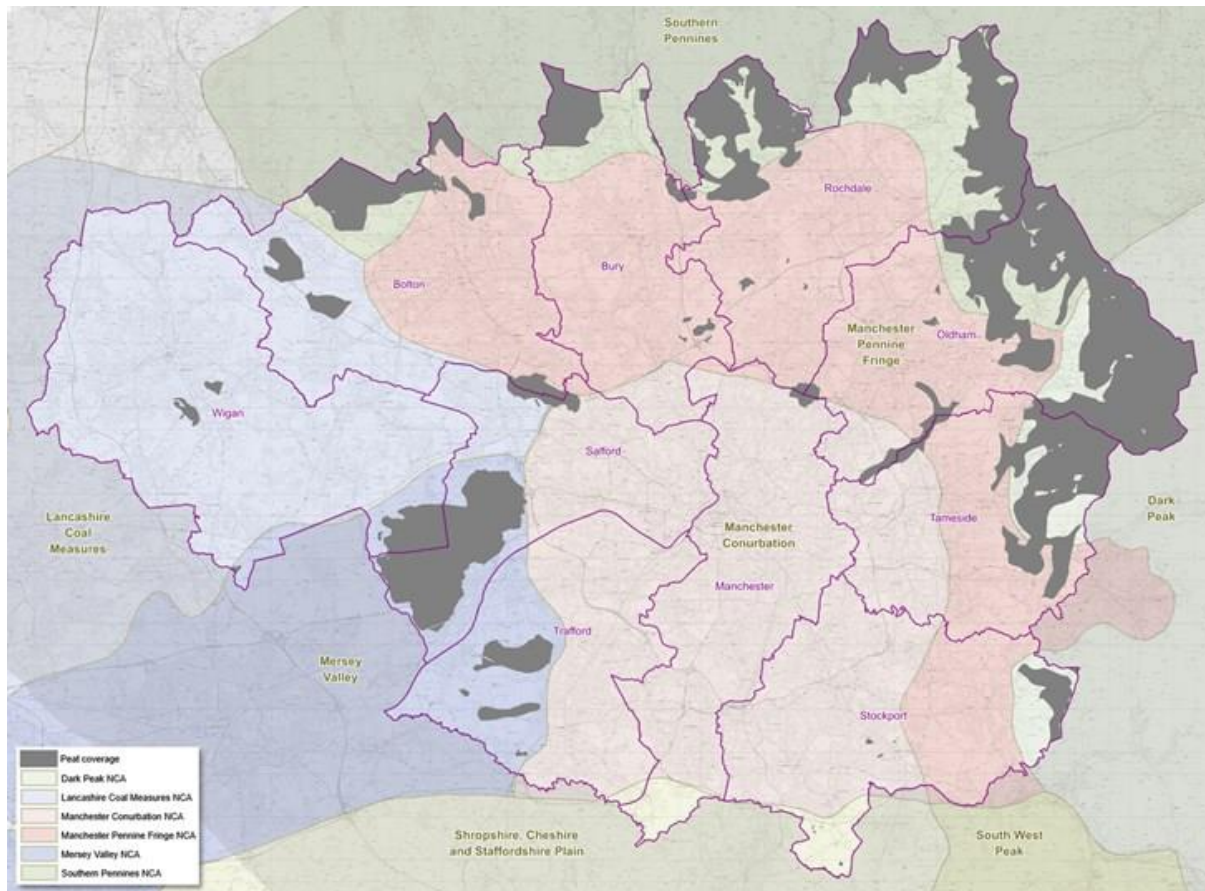 Southern
Pennines
Rochdale
Bury
Bolton
Manchester
Pennine
Fringe
Oldham
Wigan
Salford
Lancashire
Coal
Measures
Dark
Peak
Tameside
Manchester
Conurbation
Manchester
Trafford
Mersey
Valley
Stockport
Shropshire, Cheshire
and Staffordshire Plain
South West
Peak
Peat coverage
Dark Peak NCA
Lancashire Coal Measures NCA
Manchester Conurbation NCA
Manchester Pennine Fringe NCA
Mersey Valley NCA
Southern Pennines NCA